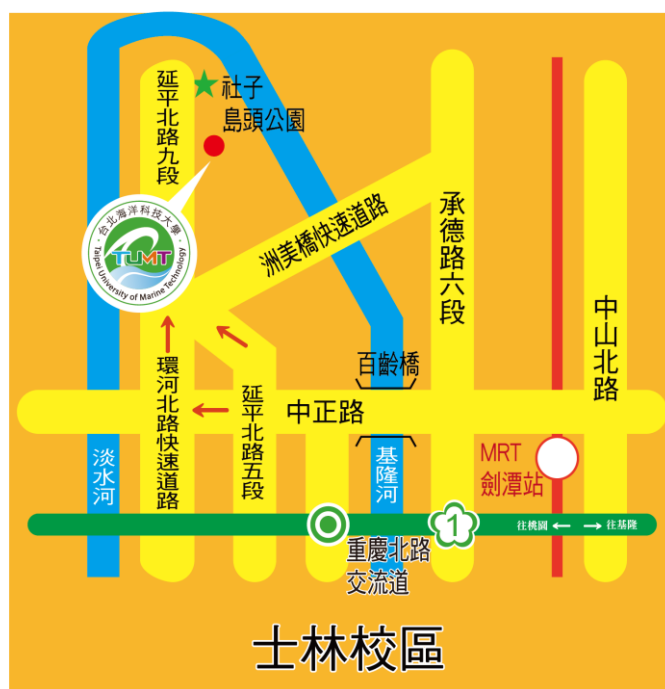 延平北路九段
社子
島頭公園
台北海洋科技大學
TUMT
Taipei University of Marine Technology
洲美橋快速道路
承德路六段
中山北路
百齡橋
中正路
環河北路快速道路
延平北路五段
淡水河
基隆河
MRT
劍潭站
1
往桃園
往基隆
重慶北路
交流道
士林校區